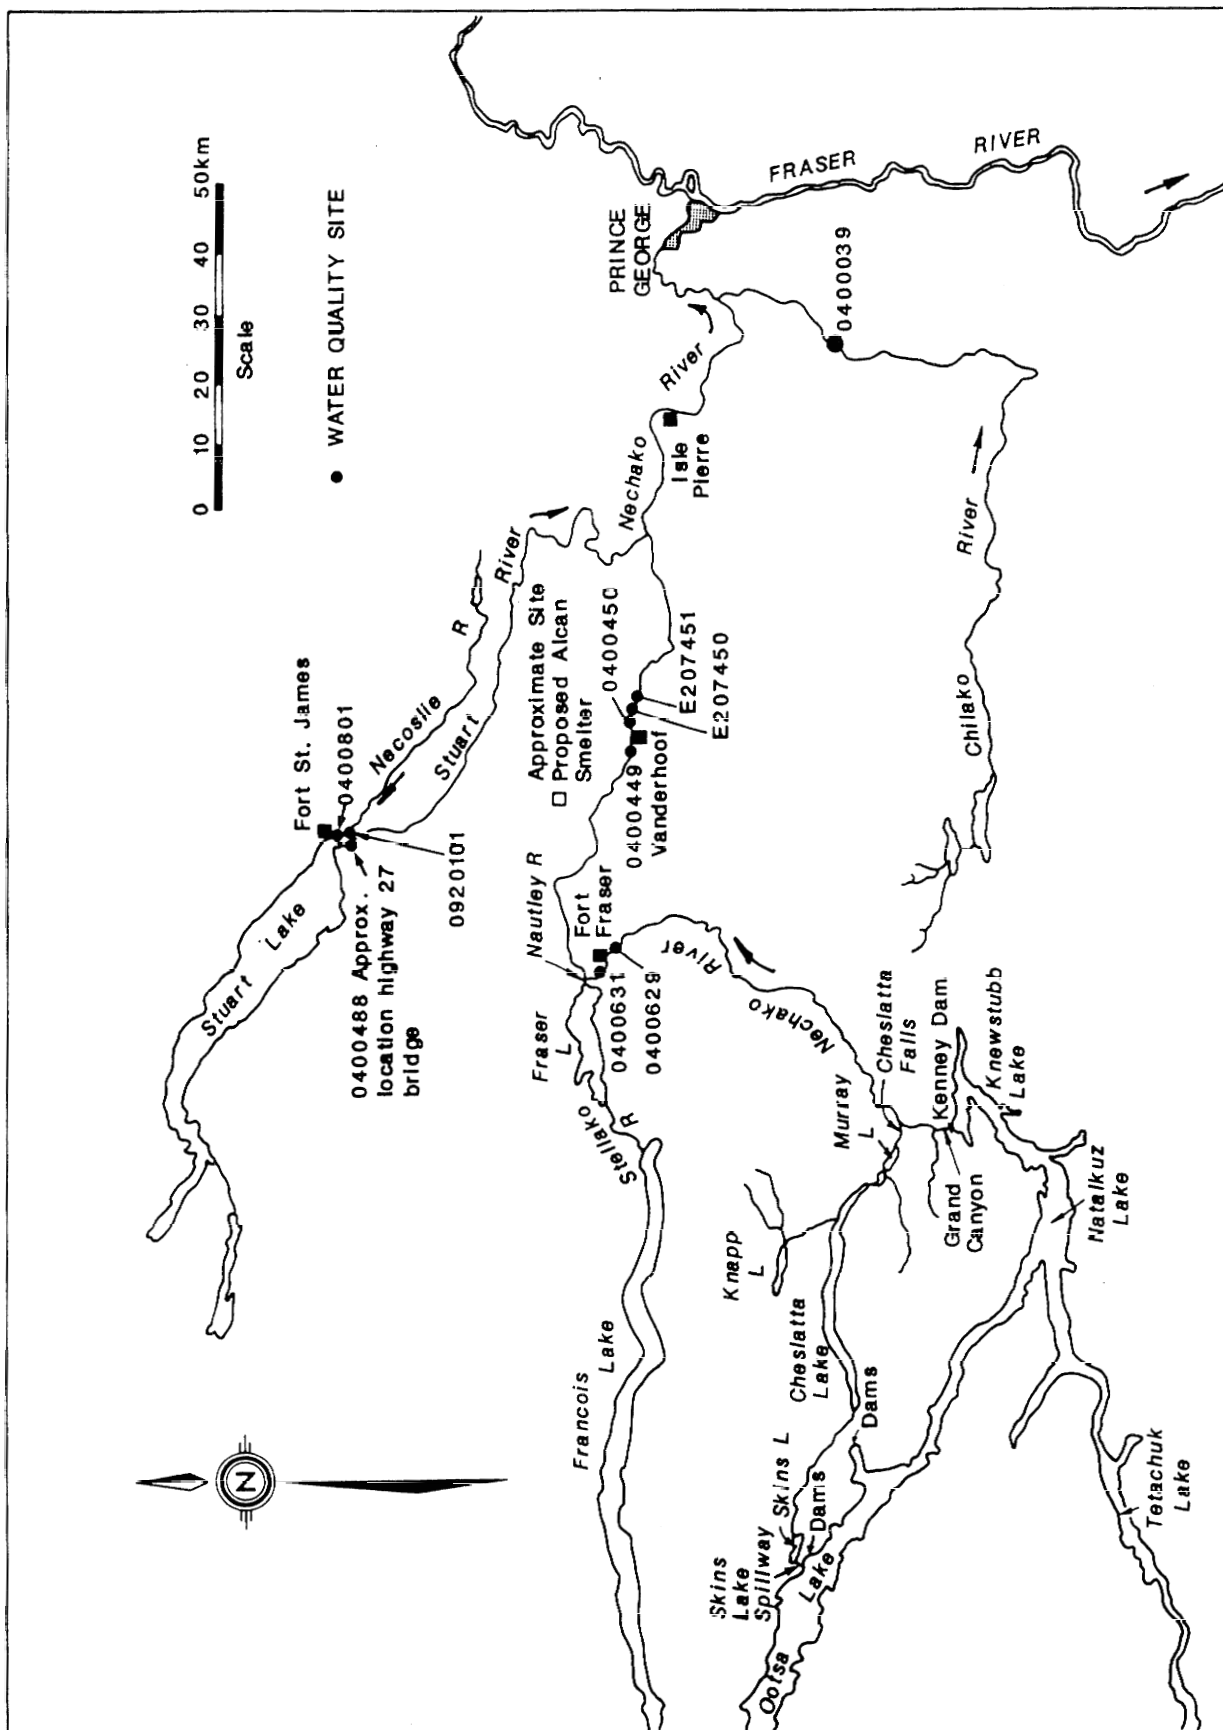 0 10 20 30 40 50km
Scale
● WATER QUALITY SITE
N
Fort St. James
0400801
Necoslie R
Stuart River
Stuart Lake
0400488 Approx.
location highway 27
bridge
0920101
Approximate Site
□ Proposed Alcan
Smelter
Nautley R
Fort
Fraser
Fraser
L
0400631
0400629
Stellako
R
Francois Lake
0400449
Vanderhoof
0400450
E207451
E207450
Nechako River
Isle
Pierre
PRINCE
GEORGE
FRASER RIVER
0400039
Chilako River
Nechako River
Cheslatta
Falls
Murray
L
Kenney Dam
Knewstubb
Lake
Grand
Canyon
Natalkuz
Lake
Knapp
L
Cheslatta
Lake
Dams
Skins L
Dams
Skins
Lake
Spillway
Ootsa Lake
Tetachuk
Lake